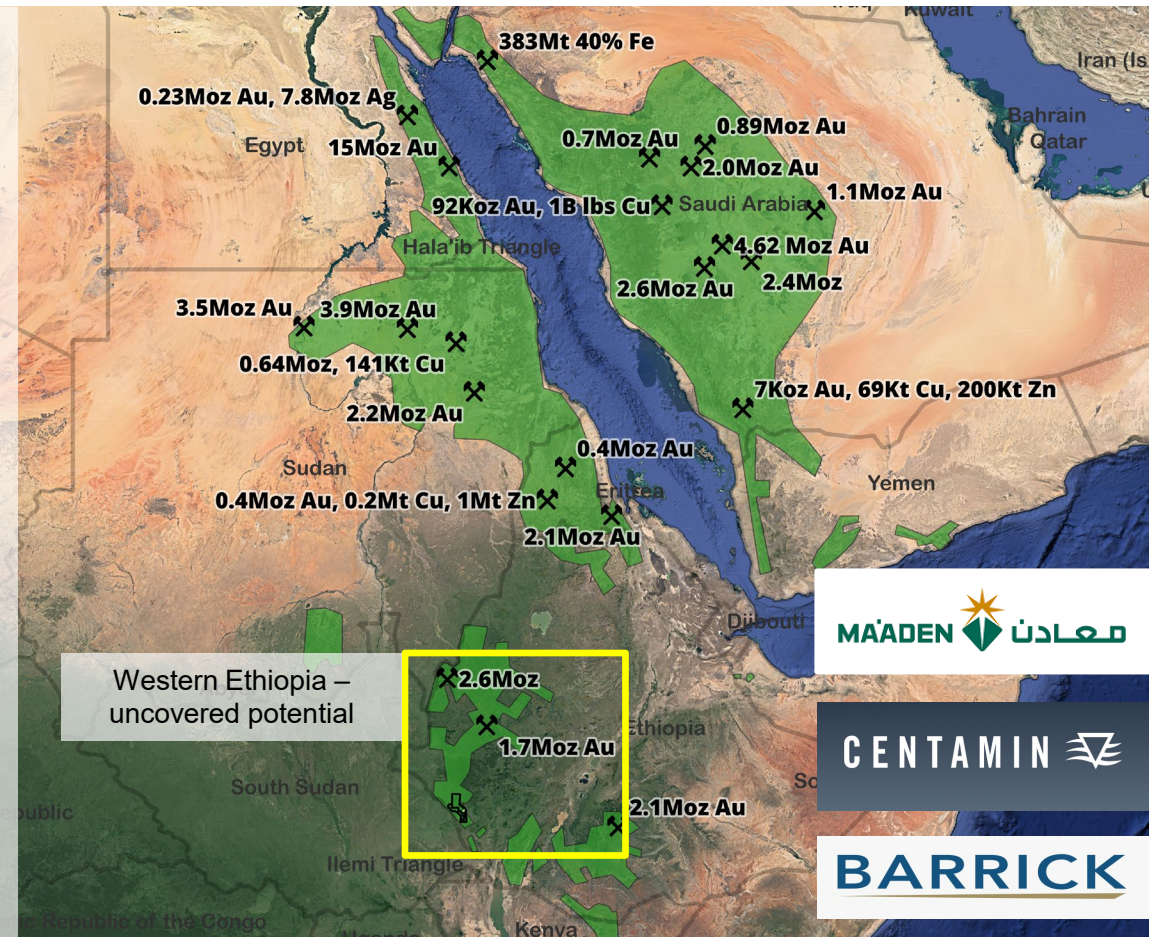 Kuwait
383Mt 40% Fe
Iran (Is
0.23Moz Au, 7.8Moz Ag
Bahrain
Egypt
15Moz Au
0.7Moz Au
0.89Moz Au
Qatar
2.0Moz Au
1.1Moz Au
92Koz Au, 1B lbs Cu
Saudi Arabia
Hala'ib Triangle
4.62 Moz Au
2.6Moz Au
2.4Moz
3.5Moz Au
3.9Moz Au
0.64Moz, 141Kt Cu
7Koz Au, 69Kt Cu, 200Kt Zn
2.2Moz Au
0.4Moz Au
Sudan
Yemen
0.4Moz Au, 0.2Mt Cu, 1Mt Zn
Eritrea
2.1Moz Au
Djibouti
MA'ADEN معادن
Western Ethiopia –
uncovered potential
2.6Moz
Ethiopia
1.7Moz Au
CENTAMIN
South Sudan
So
epublic
2.1Moz Au
Ilemi Triangle
BARRICK
ic Republic of the Congo
Uganda
Kenya